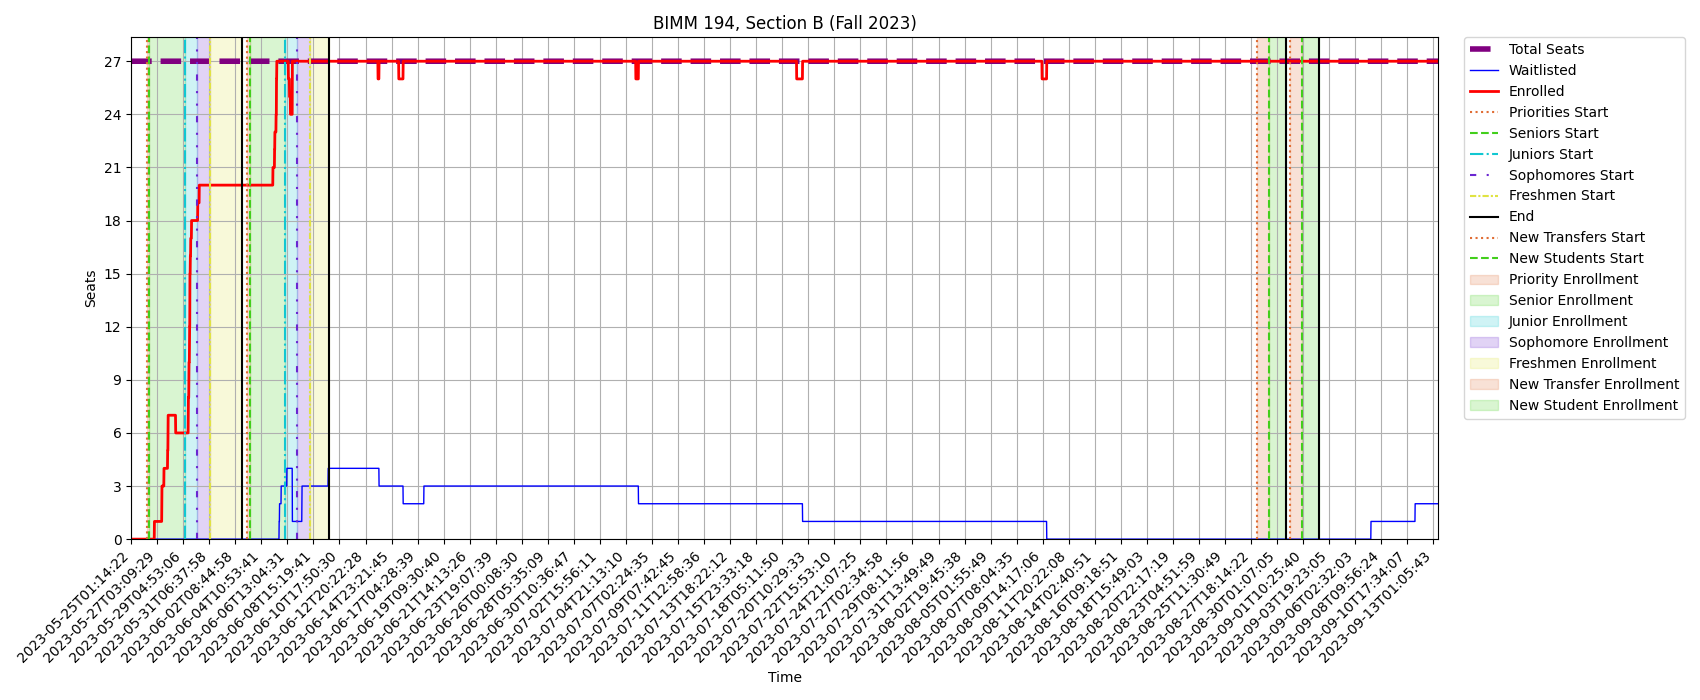 BIMM 194, Section B (Fall 2023)
Seats
27
24
21
18
15
12
9
6
3
0
2023-05-25T01:14:22
2023-05-27T03:09:29
2023-05-29T04:53:06
2023-05-31T06:37:58
2023-06-02T08:44:58
2023-06-04T10:53:41
2023-06-06T13:04:31
2023-06-08T15:19:41
2023-06-10T17:50:30
2023-06-12T20:22:28
2023-06-14T23:21:45
2023-06-17T04:28:39
2023-06-19T09:30:40
2023-06-21T14:13:26
2023-06-23T19:07:39
2023-06-26T00:08:30
2023-06-28T05:35:09
2023-06-30T10:36:47
2023-07-02T15:56:11
2023-07-04T21:13:10
2023-07-07T02:24:35
2023-07-09T07:42:45
2023-07-11T12:58:36
2023-07-13T18:22:12
2023-07-15T23:33:18
2023-07-18T05:11:50
2023-07-20T10:29:33
2023-07-22T15:53:10
2023-07-24T21:07:25
2023-07-27T02:34:58
2023-07-29T08:11:56
2023-07-31T13:49:49
2023-08-02T19:45:38
2023-08-05T01:55:49
2023-08-07T08:04:35
2023-08-09T14:17:06
2023-08-11T20:22:08
2023-08-14T02:40:51
2023-08-16T09:18:51
2023-08-18T15:49:03
2023-08-20T22:17:19
2023-08-23T04:51:59
2023-08-25T11:30:49
2023-08-27T18:14:22
2023-08-30T01:07:05
2023-09-01T10:25:40
2023-09-03T19:23:05
2023-09-06T02:32:03
2023-09-08T09:56:24
2023-09-10T17:34:07
2023-09-13T01:05:43
Time
Total Seats
Waitlisted
Enrolled
Priorities Start
Seniors Start
Juniors Start
Sophomores Start
Freshmen Start
End
New Transfers Start
New Students Start
Priority Enrollment
Senior Enrollment
Junior Enrollment
Sophomore Enrollment
Freshmen Enrollment
New Transfer Enrollment
New Student Enrollment